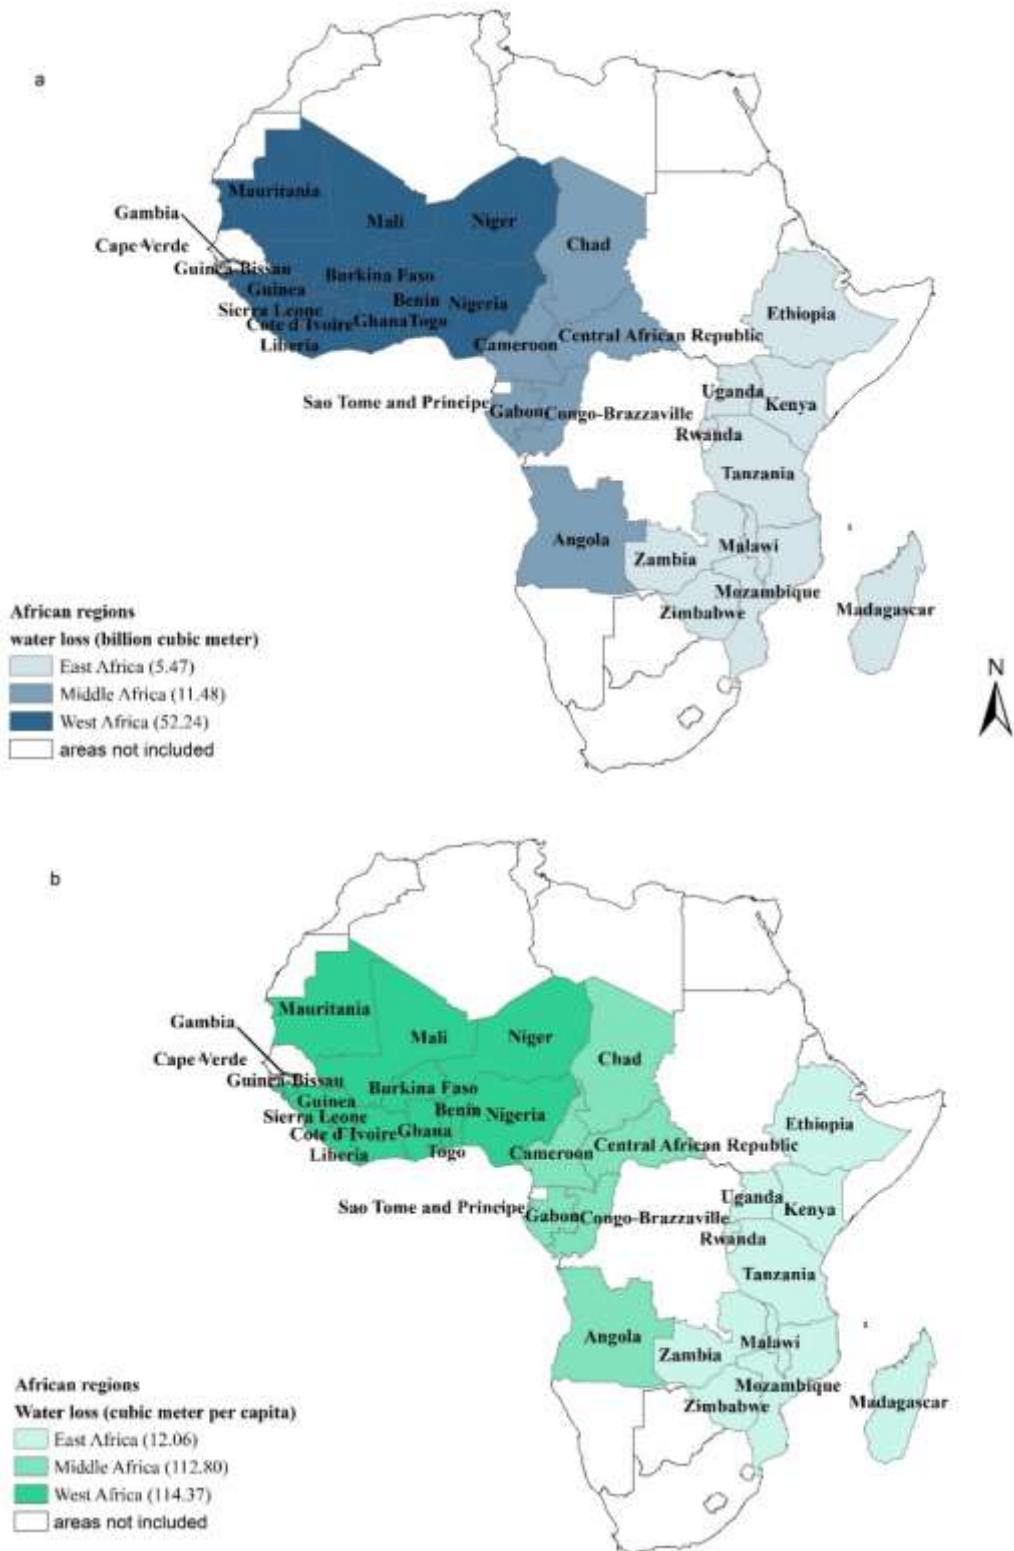 a
Mauritania
Gambia
Mali
Niger
Chad
Cape Verde
Guinea-Bissau
Burkina Faso
Guinea
Benin
Nigeria
Sierra Leone
Cote d'Ivoire
Ghana
Togo
Liberia
Ethiopia
Cameroon
Central African Republic
Sao Tome and Principe
Gabon
Congo-Brazzaville
Uganda
Kenya
Rwanda
Tanzania
Angola
Zambia
Malawi
Mozambique
Zimbabwe
Madagascar
African regions
water loss (billion cubic meter)
East Africa (5.47)
Middle Africa (11.48)
West Africa (52.24)
areas not included
N
b
Mauritania
Gambia
Mali
Niger
Chad
Cape Verde
Guinea-Bissau
Burkina Faso
Guinea
Benin
Nigeria
Sierra Leone
Cote d'Ivoire
Ghana
Liberia
Togo
Ethiopia
Cameroon
Central African Republic
Sao Tome and Principe
Gabon
Congo-Brazzaville
Uganda
Kenya
Rwanda
Tanzania
Angola
Zambia
Malawi
Mozambique
Zimbabwe
Madagascar
African regions
Water loss (cubic meter per capita)
East Africa (12.06)
Middle Africa (112.80)
West Africa (114.37)
areas not included